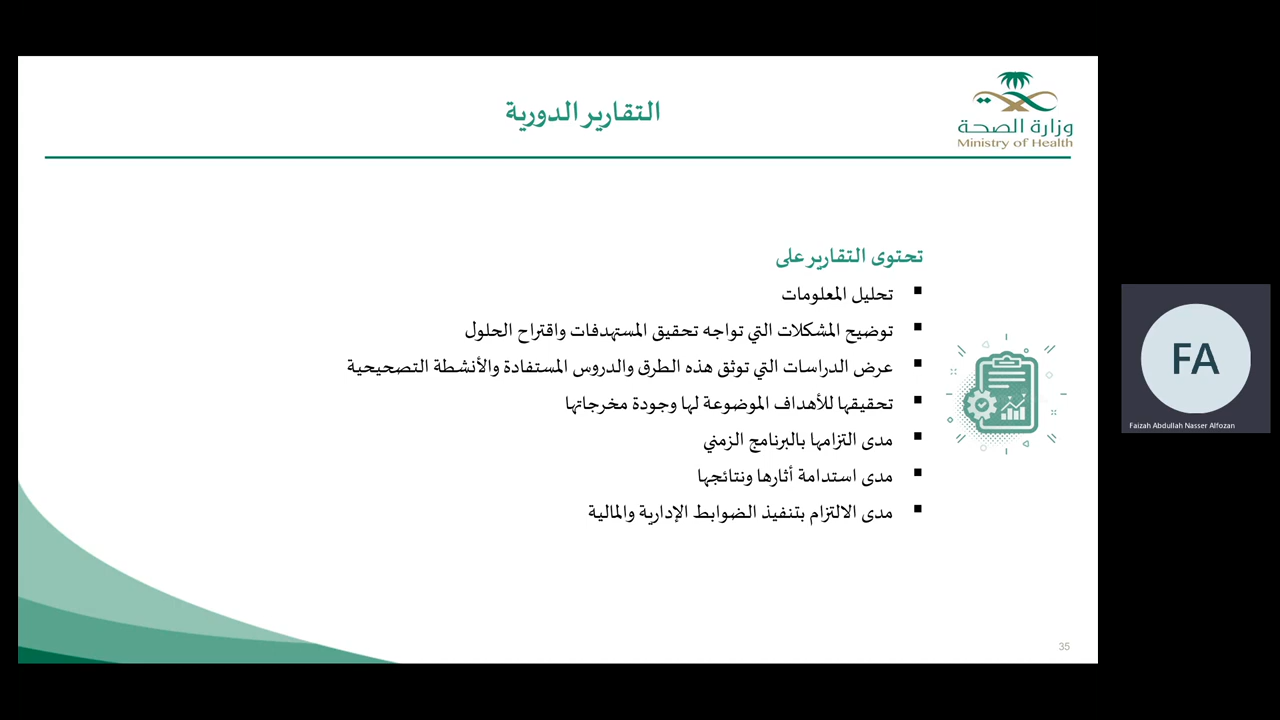 وزارة الصحة
Ministry of Health
التقارير الدورية
تحتوى التقارير على
▪ تحليل المعلومات
▪ توضيح المشكلات التي تواجه تحقيق المستهدفات واقتراح الحلول
▪ عرض الدراسات التي توثق هذه الطرق والدروس المستفادة والأنشطة التصحيحية
▪ تحقيقها للأهداف الموضوعة لها وجودة مخرجاتها
▪ مدى التزامها بالبرنامج الزمني
▪ مدى استدامة أثارها ونتائجها
▪ مدى الالتزام بتنفيذ الضوابط الإدارية والمالية
35
FA
Faizah Abdullah Nasser Alfozan